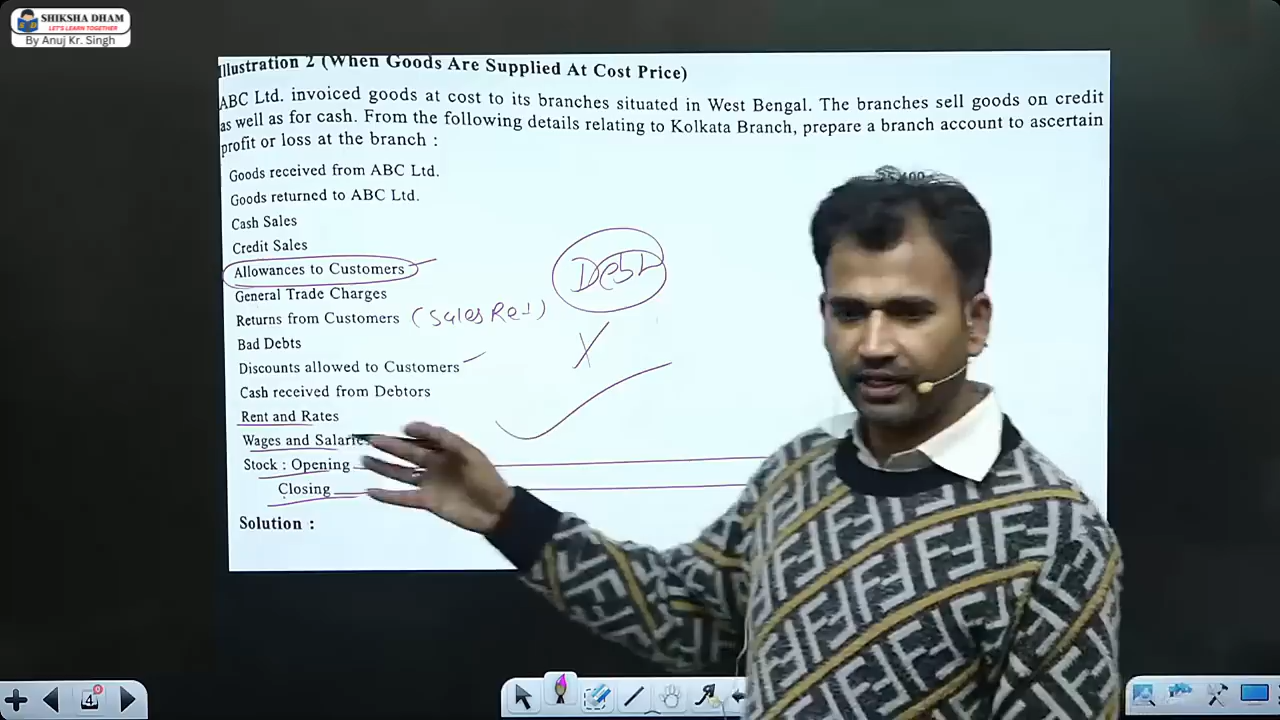 SHIKSHA DHAM
LET'S LEARN TOGETHER
By Anuj Kr. Singh
Illustration 2 (When Goods Are Supplied At Cost Price)
ABC Ltd. invoiced goods at cost to its branches situated in West Bengal. The branches sell goods on credit
as well as for cash. From the following details relating to Kolkata Branch, prepare a branch account to ascertain
profit or loss at the branch :
Goods received from ABC Ltd.
Goods returned to ABC Ltd.
Cash Sales
Credit Sales
Allowances to Customers
General Trade Charges
Returns from Customers (Sales Ret)
Bad Debts
Discounts allowed to Customers
Cash received from Debtors
Rent and Rates
Wages and Salaries
Stock : Opening
Closing
Solution :
4